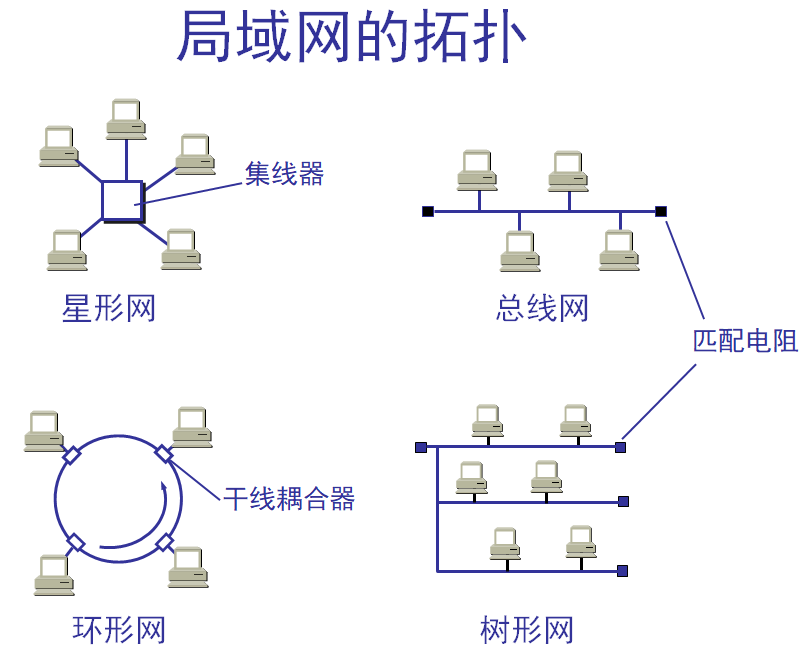 局域网的拓扑
集线器
星形网
总线网
匹配电阻
干线耦合器
环形网
树形网